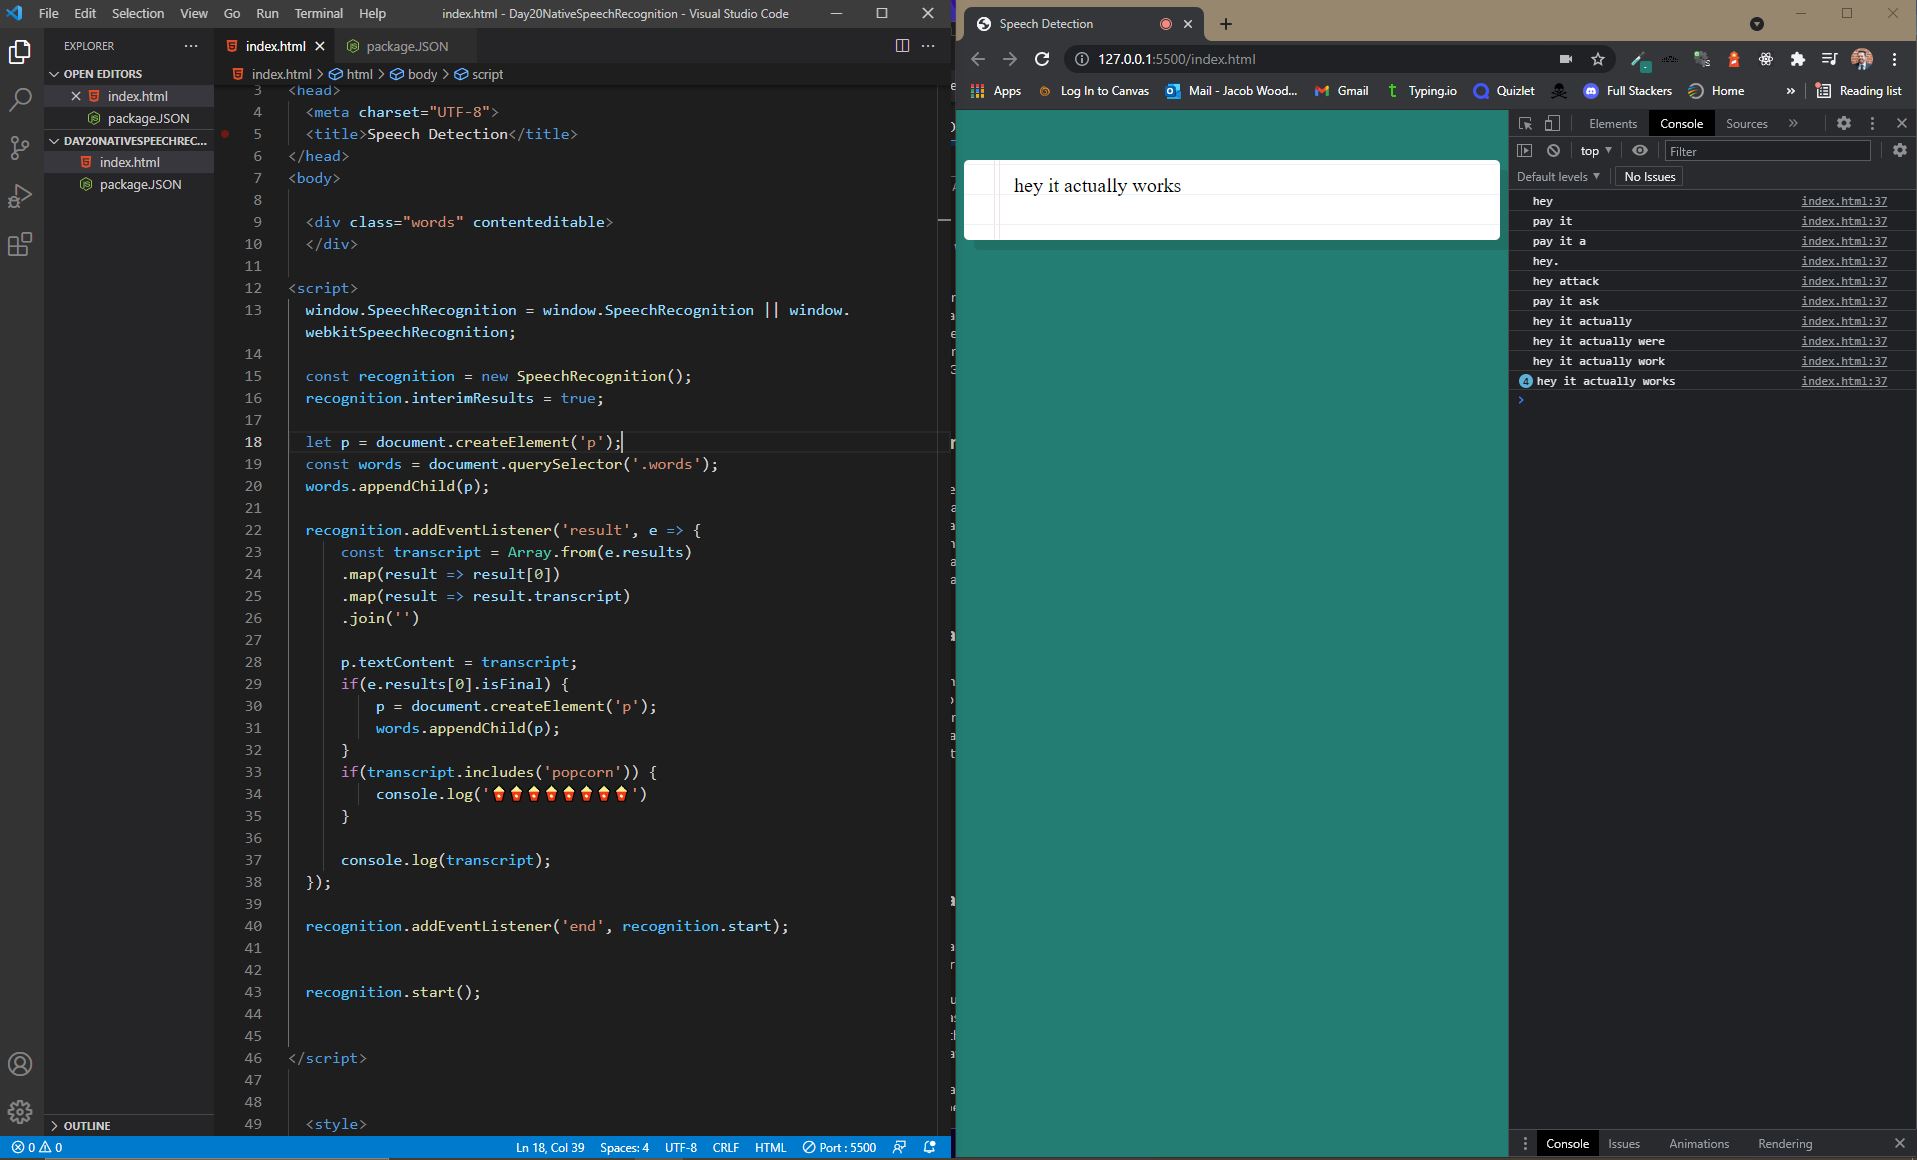 File Edit Selection View Go Run Terminal Help index.html - Day20NativeSpeechRecognition - Visual Studio Code
EXPLORER
OPEN EDITORS
index.html
packageJSON
DAY20NATIVESPEECHREC...
index.html
packageJSON
OUTLINE
index.html packageJSON
index.html > html > body > script
3 <head>
4 <meta charset="UTF-8">
5 <title>Speech Detection</title>
6 </head>
7 <body>
8
9 <div class="words" contenteditable>
10 </div>
11
12 <script>
13 window.SpeechRecognition = window.SpeechRecognition || window.
webkitSpeechRecognition;
14
15 const recognition = new SpeechRecognition();
16 recognition.interimResults = true;
17
18 let p = document.createElement('p');
19 const words = document.querySelector('.words');
20 words.appendChild(p);
21
22 recognition.addEventListener('result', e => {
23 const transcript = Array.from(e.results)
24 .map(result => result[0])
25 .map(result => result.transcript)
26 .join('')
27
28 p.textContent = transcript;
29 if(e.results[0].isFinal) {
30 p = document.createElement('p');
31 words.appendChild(p);
32 }
33 if(transcript.includes('popcorn')) {
34 console.log('🍿🍿🍿🍿🍿🍿🍿🍿')
35 }
36
37 console.log(transcript);
38 });
39
40 recognition.addEventListener('end', recognition.start);
41
42
43 recognition.start();
44
45
46 </script>
47
48
49 <style>
0 0 Ln 18, Col 39 Spaces: 4 UTF-8 CRLF HTML Port : 5500
Speech Detection
127.0.0.1:5500/index.html
Apps Log In to Canvas Mail - Jacob Wood... Gmail Typing.io Quizlet Full Stackers Home » Reading list
hey it actually works
Elements Console Sources »
top Filter
Default levels No Issues
hey index.html:37
pay it index.html:37
pay it a index.html:37
hey. index.html:37
hey attack index.html:37
pay it ask index.html:37
hey it actually index.html:37
hey it actually were index.html:37
hey it actually work index.html:37
4 hey it actually works index.html:37
Console Issues Animations Rendering